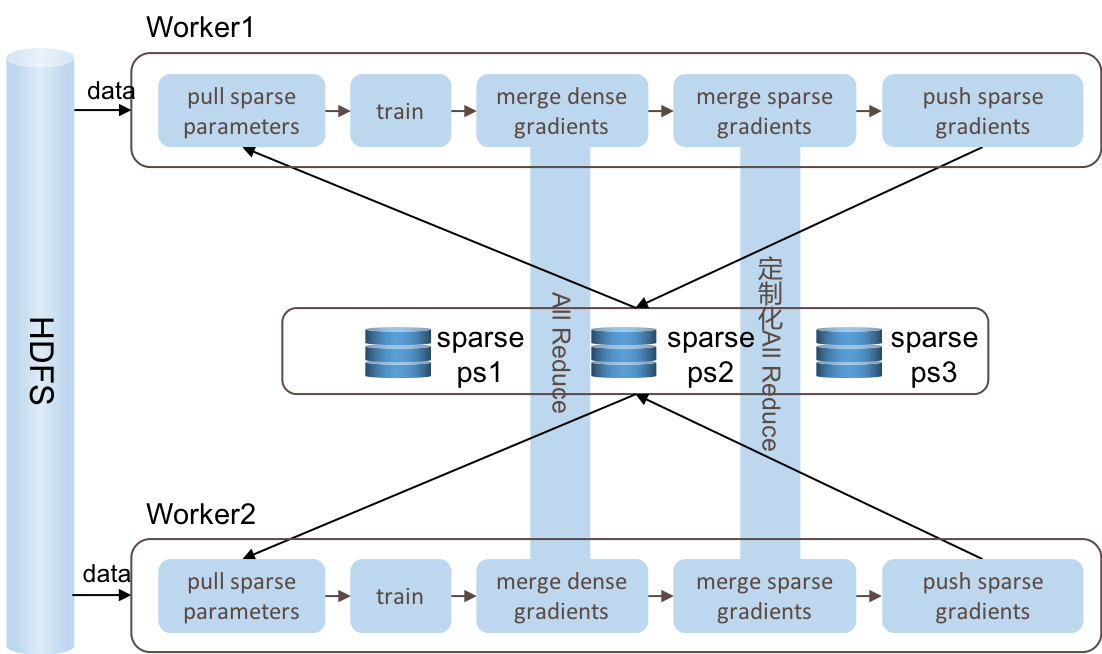 Worker1
data
pull sparse
parameters
train
merge dense
gradients
merge sparse
gradients
push sparse
gradients
HDFS
All Reduce
定制化All Reduce
sparse
ps1
sparse
ps2
sparse
ps3
Worker2
data
pull sparse
parameters
train
merge dense
gradients
merge sparse
gradients
push sparse
gradients